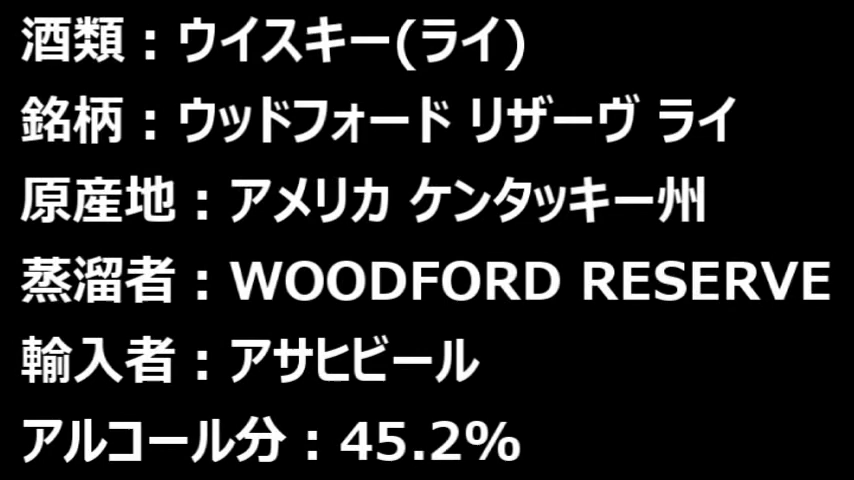 酒類：ウイスキー(ライ)
銘柄：ウッドフォード リザーヴ ライ
原産地：アメリカ ケンタッキー州
蒸溜者：WOODFORD RESERVE
輸入者：アサヒビール
アルコール分：45.2%